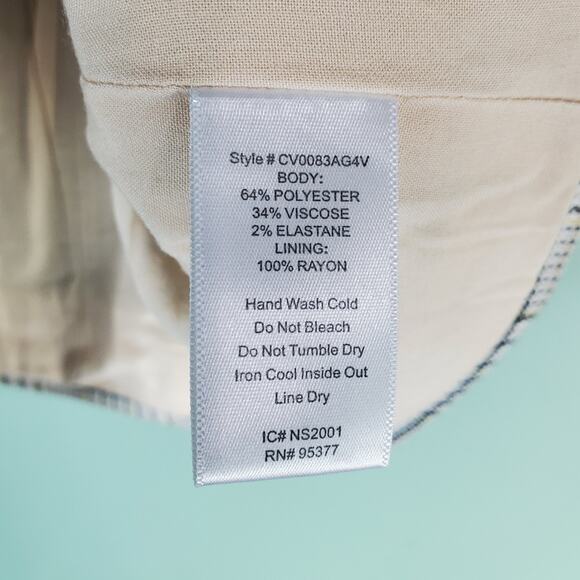 Style # CV0083AG4V
BODY:
64% POLYESTER
34% VISCOSE
2% ELASTANE
LINING:
100% RAYON
Hand Wash Cold
Do Not Bleach
Do Not Tumble Dry
Iron Cool Inside Out
Line Dry
IC# NS2001
RN# 95377